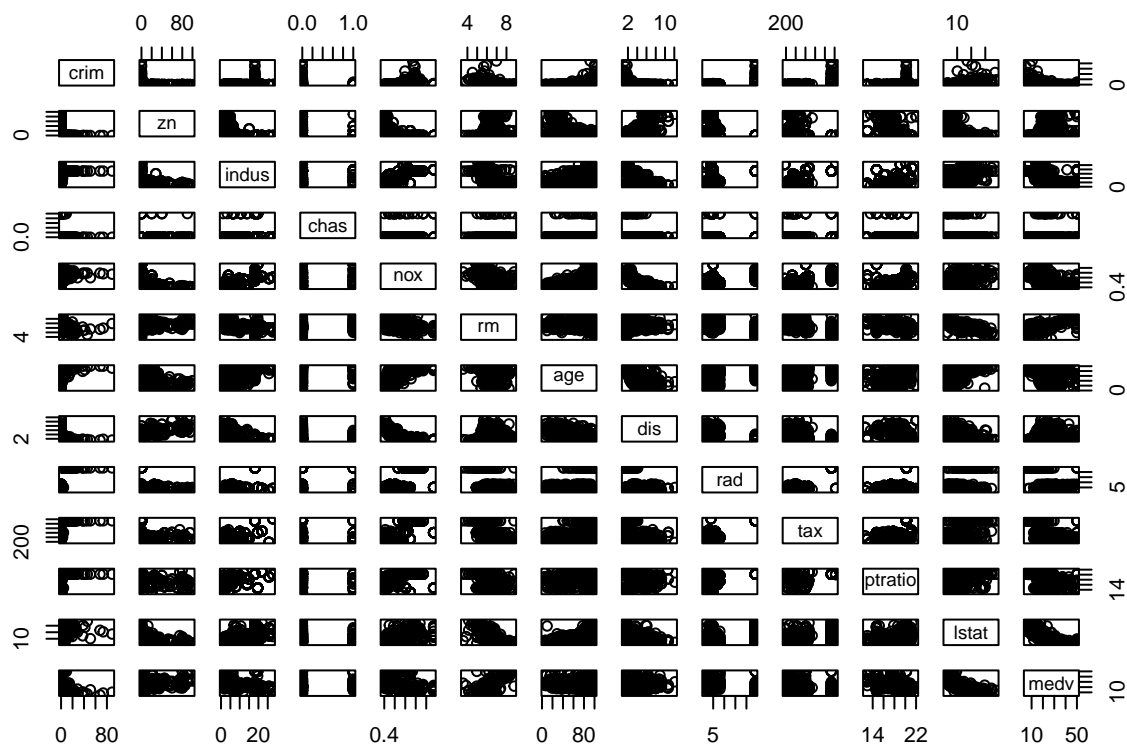 0 80 0.0 1.0 4 8 2 10 200 10
crim 0
0 zn
indus 0
0.0 chas
nox 0.4
4 rm
age 0
2 dis
rad 5
200 tax
ptratio 14
10 lstat
medv 10
0 80 0 20 0.4 0 80 5 14 22 10 50